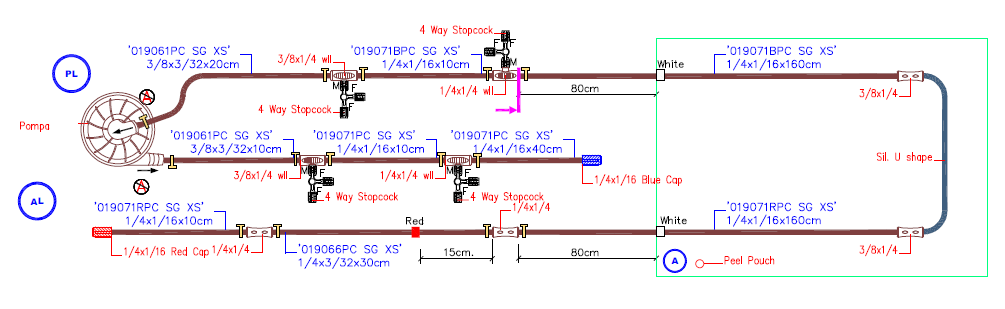 4 Way Stopcock
'019061PC SG XS'
3/8x3/32x20cm
3/8x1/4 wll
'019071BPC SG XS'
1/4x1/16x10cm
F
F
M
White
'019071BPC SG XS'
1/4x1/16x160cm
PL
M
F
1/4x1/4 wll
80cm
3/8x1/4
A
4 Way Stopcock
Pompa
'019061PC SG XS'
3/8x3/32x10cm
'019071PC SG XS'
1/4x1/16x10cm
'019071PC SG XS'
1/4x1/16x40cm
Sil. U shape
A
3/8x1/4 wll
M
F
F
1/4x1/4 wll
M
F
F
1/4x1/16 Blue Cap
AL
4 Way Stopcock
4 Way Stopcock
'019071RPC SG XS'
1/4x1/16x10cm
1/4x1/4
Red
White
'019071RPC SG XS'
1/4x1/16x160cm
1/4x1/16 Red Cap
1/4x1/4
'019066PC SG XS'
1/4x3/32x30cm
15cm.
80cm
3/8x1/4
A
Peel Pouch